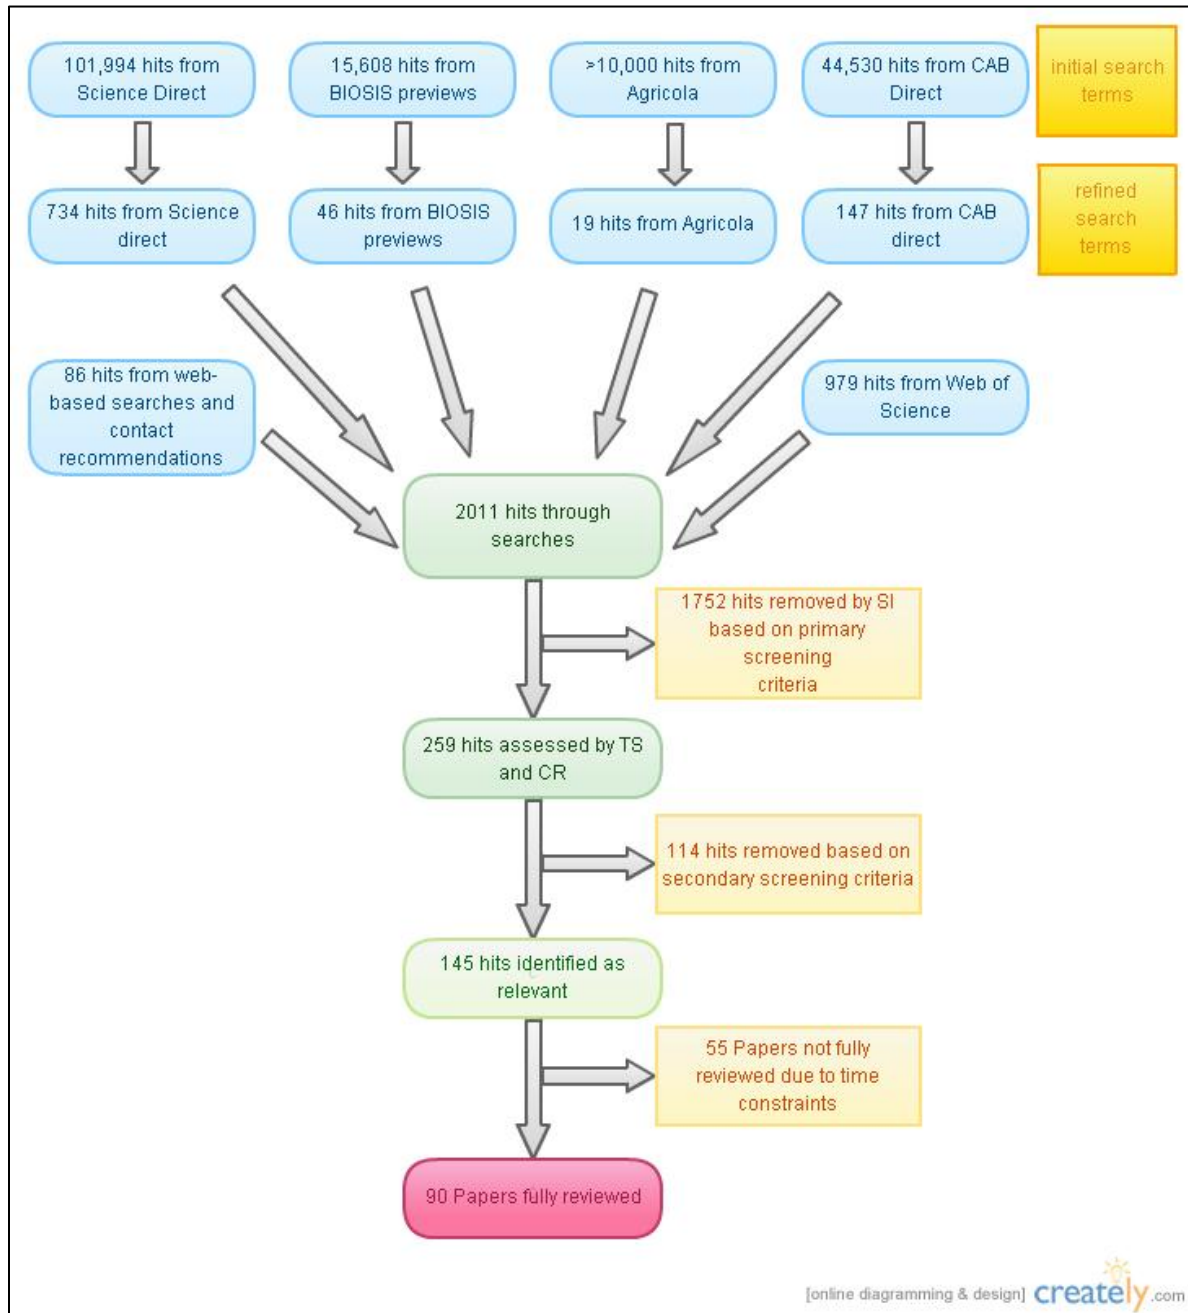 101,994 hits from
Science Direct
15,608 hits from
BIOSIS previews
>10,000 hits from
Agricola
44,530 hits from CAB
Direct
initial search
terms
734 hits from Science
direct
46 hits from BIOSIS
previews
19 hits from Agricola
147 hits from CAB
direct
refined
search
terms
86 hits from web-
based searches and
contact
recommendations
979 hits from Web of
Science
2011 hits through
searches
1752 hits removed by SI
based on primary
screening
criteria
259 hits assessed by TS
and CR
114 hits removed based on
secondary screening criteria
145 hits identified as
relevant
55 Papers not fully
reviewed due to time
constraints
90 Papers fully reviewed
[online diagramming & design] creately.com